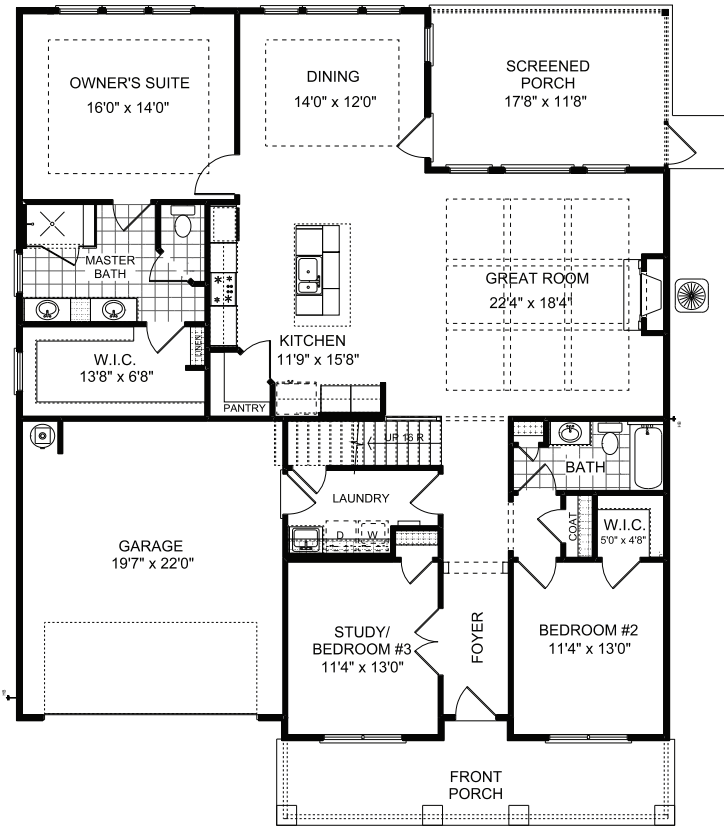 OWNER'S SUITE
16'0" x 14'0"
DINING
14'0" x 12'0"
SCREENED
PORCH
17'8" x 11'8"
MASTER
BATH
GREAT ROOM
22'4" x 18'4"
KITCHEN
11'9" x 15'8"
W.I.C.
13'8" x 6'8"
LINEN
PANTRY
UP 16 R
BATH
LAUNDRY
D
W
COAT
W.I.C.
5'0" x 4'8"
GARAGE
19'7" x 22'0"
STUDY/
BEDROOM #3
11'4" x 13'0"
FOYER
BEDROOM #2
11'4" x 13'0"
HB
HB
FRONT
PORCH